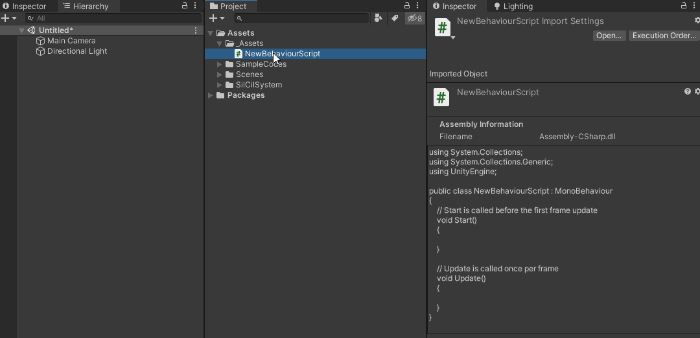 Inspector
Hierarchy
All
Untitled*
Main Camera
Directional Light
Project
8
Assets
_Assets
NewBehaviourScript
SampleCodes
Scenes
SilCilSystem
Packages
Inspector
Lighting
NewBehaviourScript Import Settings
Open...
Execution Order...
Imported Object
NewBehaviourScript
Assembly Information
Filename Assembly-CSharp.dll
using System.Collections;
using System.Collections.Generic;
using UnityEngine;
public class NewBehaviourScript : MonoBehaviour
{
// Start is called before the first frame update
void Start()
{
}
// Update is called once per frame
void Update()
{
}
}